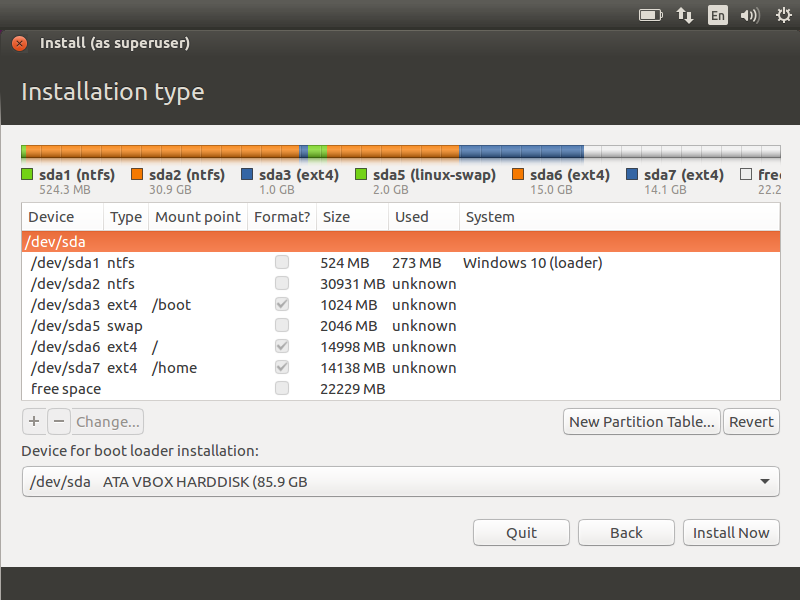 En
Install (as superuser)
Installation type
sda1 (ntfs) sda2 (ntfs) sda3 (ext4) sda5 (linux-swap) sda6 (ext4) sda7 (ext4) free
524.3 MB 30.9 GB 1.0 GB 2.0 GB 15.0 GB 14.1 GB 22.2
Device Type Mount point Format? Size Used System
/dev/sda
/dev/sda1 ntfs 524 MB 273 MB Windows 10 (loader)
/dev/sda2 ntfs 30931 MB unknown
/dev/sda3 ext4 /boot 1024 MB unknown
/dev/sda5 swap 2046 MB unknown
/dev/sda6 ext4 / 14998 MB unknown
/dev/sda7 ext4 /home 14138 MB unknown
free space 22229 MB
+ − Change... New Partition Table... Revert
Device for boot loader installation:
/dev/sda ATA VBOX HARDDISK (85.9 GB
Quit Back Install Now